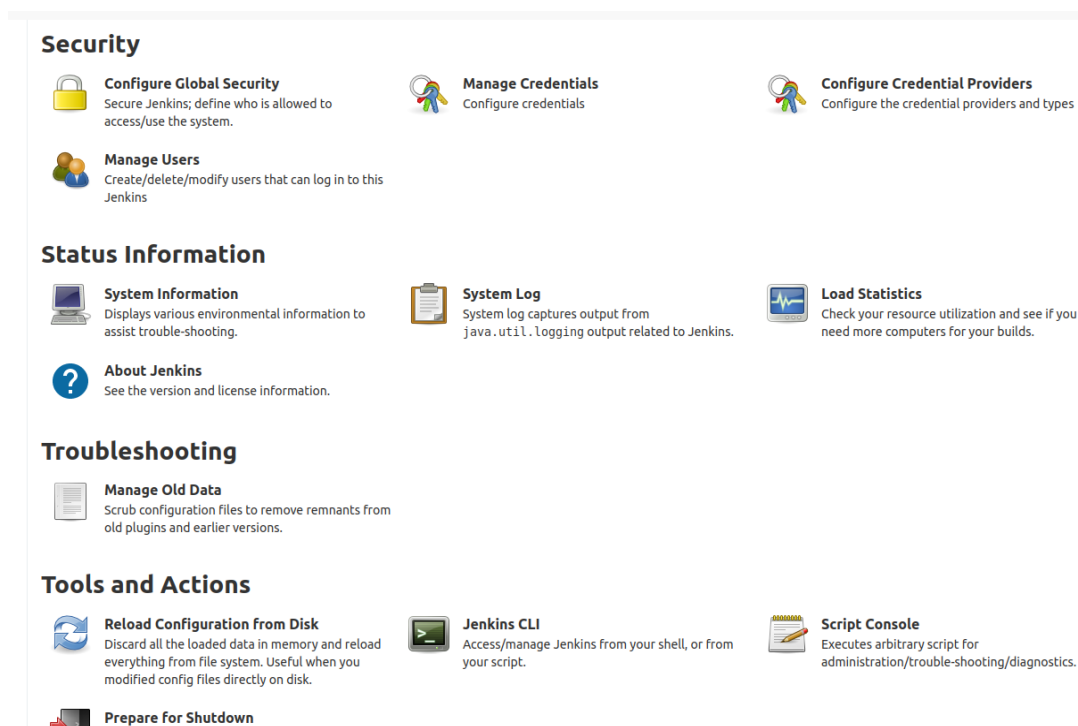 Security
Configure Global Security
Secure Jenkins; define who is allowed to
access/use the system.
Manage Credentials
Configure credentials
Configure Credential Providers
Configure the credential providers and types
Manage Users
Create/delete/modify users that can log in to this
Jenkins
Status Information
System Information
Displays various environmental information to
assist trouble-shooting.
System Log
System log captures output from
java.util.logging output related to Jenkins.
Load Statistics
Check your resource utilization and see if you
need more computers for your builds.
About Jenkins
See the version and license information.
Troubleshooting
Manage Old Data
Scrub configuration files to remove remnants from
old plugins and earlier versions.
Tools and Actions
Reload Configuration from Disk
Discard all the loaded data in memory and reload
everything from file system. Useful when you
modified config files directly on disk.
Jenkins CLI
Access/manage Jenkins from your shell, or from
your script.
Script Console
Executes arbitrary script for
administration/trouble-shooting/diagnostics.
Prepare for Shutdown